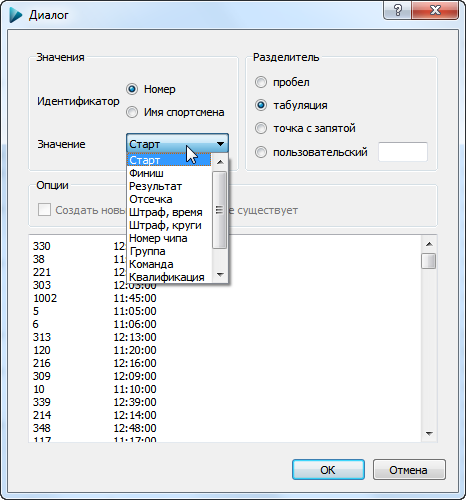 Диалог
Значения
Идентификатор
Номер
Имя спортсмена
Значение
Старт
Старт
Финиш
Результат
Отсечка
Штраф, время
Штраф, круги
Номер чипа
Группа
Команда
Квалификация
Разделитель
пробел
табуляция
точка с запятой
пользовательский
Опции
Создать новы е существует
330 12:
38 11:
221 12:
303 12:03:00
1002 11:45:00
5 11:05:00
6 11:06:00
313 12:13:00
120 11:20:00
216 12:16:00
309 12:09:00
10 11:10:00
339 12:39:00
214 12:14:00
348 12:48:00
117 11:17:00
OK
Отмена